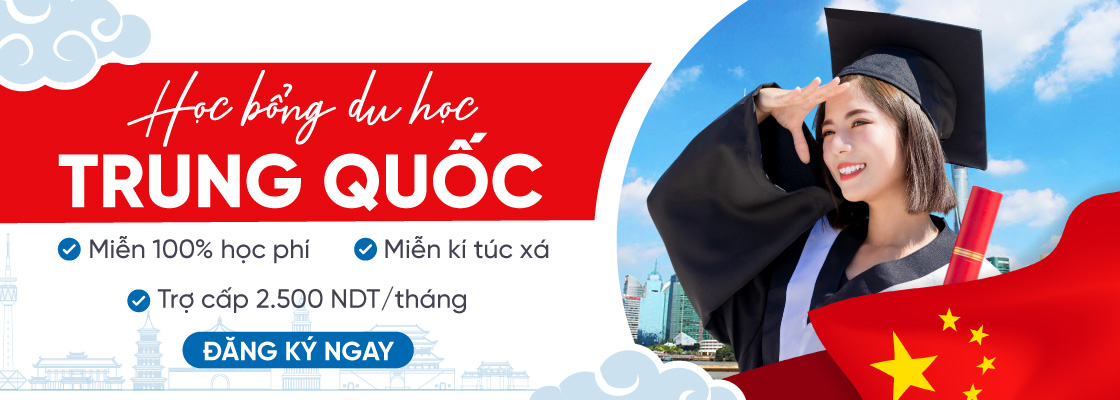 Học bổng du học
TRUNG QUỐC
Miễn 100% học phí
Miễn kí túc xá
Trợ cấp 2.500 NDT/tháng
ĐĂNG KÝ NGAY